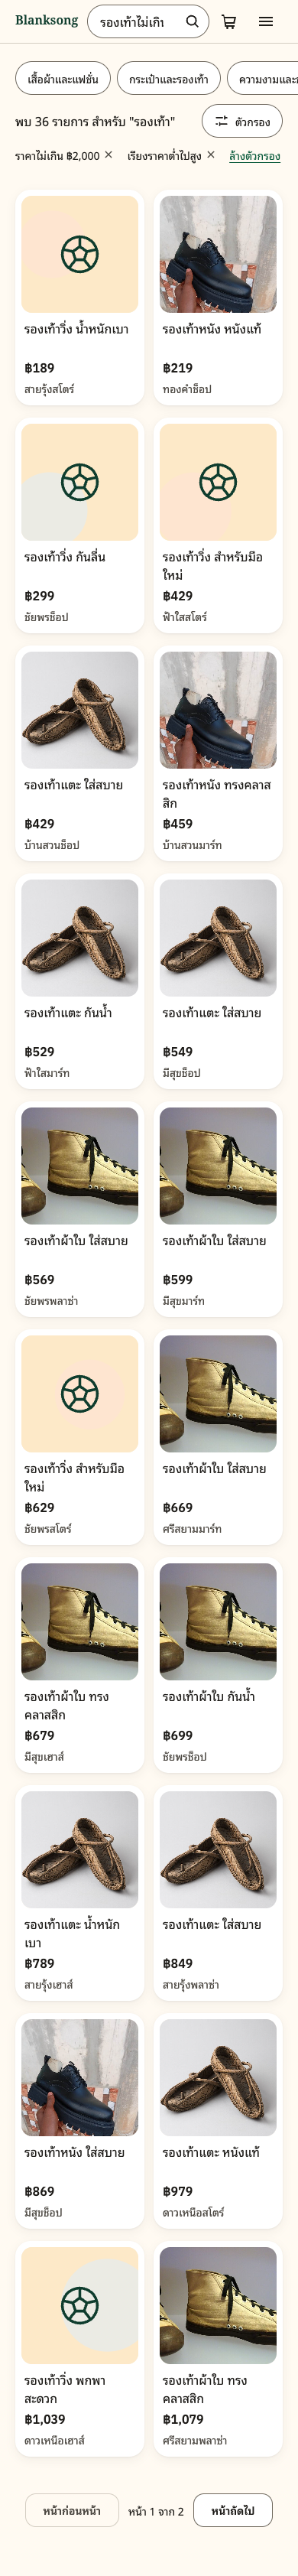 Blanksong
รองเท้าไม่เกิน
เสื้อผ้าและแฟชั่น
กระเป๋าและรองเท้า
พบ 36 รายการ สำหรับ "รองเท้า"
ตัวกรอง
ราคาไม่เกิน ฿2,000
เรียงราคาต่ำไปสูง
ล้างตัวกรอง
รองเท้าวิ่ง น้ำหนักเบา
฿189
สายรุ้งสโตร์
รองเท้าหนัง หนังแท้
฿219
ทองคำช็อป
รองเท้าวิ่ง กันลื่น
฿299
ชัยพรช็อป
รองเท้าวิ่ง สำหรับมือ
ใหม่
฿429
ฟ้าใสสโตร์
รองเท้าแตะ ใส่สบาย
฿429
บ้านสวนช็อป
รองเท้าหนัง ทรงคลาส
สิก
฿459
บ้านสวนมาร์ท
รองเท้าแตะ กันน้ำ
฿529
ฟ้าใสมาร์ท
รองเท้าแตะ ใส่สบาย
฿549
มีสุขช็อป
รองเท้าผ้าใบ ใส่สบาย
฿569
ชัยพรพลาซ่า
รองเท้าผ้าใบ ใส่สบาย
฿599
มีสุขมาร์ท
รองเท้าวิ่ง สำหรับมือ
ใหม่
฿629
ชัยพรสโตร์
รองเท้าผ้าใบ ใส่สบาย
฿669
ศรีสยามมาร์ท
รองเท้าผ้าใบ ทรง
คลาสสิก
฿679
มีสุขเฮาส์
รองเท้าผ้าใบ กันน้ำ
฿699
ชัยพรช็อป
รองเท้าแตะ น้ำหนัก
เบา
฿789
สายรุ้งเฮาส์
รองเท้าแตะ ใส่สบาย
฿849
สายรุ้งพลาซ่า
รองเท้าหนัง ใส่สบาย
฿869
มีสุขช็อป
รองเท้าแตะ หนังแท้
฿979
ดาวเหนือสโตร์
รองเท้าวิ่ง พกพา
สะดวก
฿1,039
ดาวเหนือเฮาส์
รองเท้าผ้าใบ ทรง
คลาสสิก
฿1,079
ศรีสยามพลาซ่า
หน้าก่อนหน้า
หน้า 1 จาก 2
หน้าถัดไป